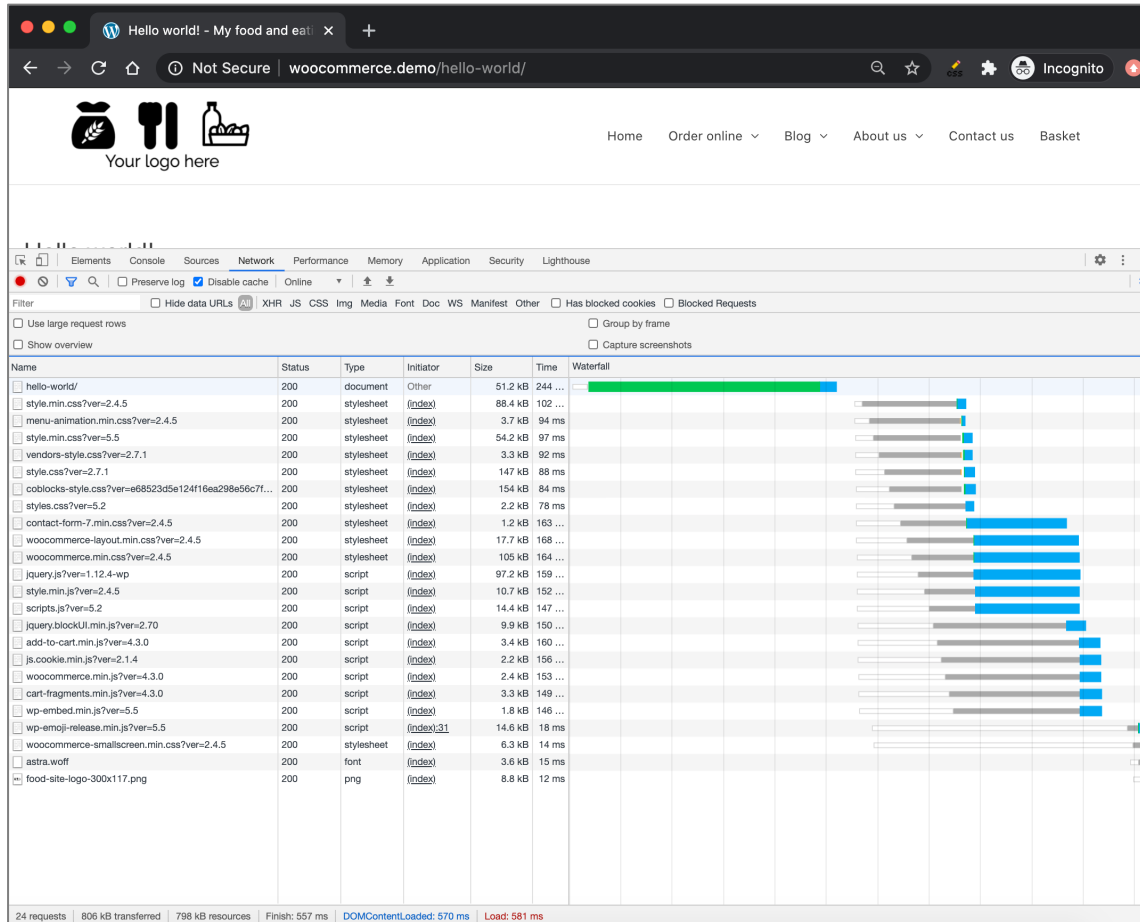 Hello world! - My food and eati
Not Secure woocommerce.demo/hello-world/ CSS Incognito
Your logo here
Home Order online Blog About us Contact us Basket
Hello world!
Elements Console Sources Network Performance Memory Application Security Lighthouse
Preserve log Disable cache Online
Filter Hide data URLs All XHR JS CSS Img Media Font Doc WS Manifest Other Has blocked cookies Blocked Requests
Use large request rows Group by frame
Show overview Capture screenshots
Name Status Type Initiator Size Time Waterfall
hello-world/ 200 document Other 51.2 kB 244 ...
style.min.css?ver=2.4.5 200 stylesheet (index) 88.4 kB 102 ...
menu-animation.min.css?ver=2.4.5 200 stylesheet (index) 3.7 kB 94 ms
style.min.css?ver=5.5 200 stylesheet (index) 54.2 kB 97 ms
vendors-style.css?ver=2.7.1 200 stylesheet (index) 3.3 kB 92 ms
style.css?ver=2.7.1 200 stylesheet (index) 147 kB 88 ms
coblocks-style.css?ver=e68523d5e124f16ea298e56c7f... 200 stylesheet (index) 154 kB 84 ms
styles.css?ver=5.2 200 stylesheet (index) 2.2 kB 78 ms
contact-form-7.min.css?ver=2.4.5 200 stylesheet (index) 1.2 kB 163 ...
woocommerce-layout.min.css?ver=2.4.5 200 stylesheet (index) 17.7 kB 168 ...
woocommerce.min.css?ver=2.4.5 200 stylesheet (index) 105 kB 164 ...
jquery.js?ver=1.12.4-wp 200 script (index) 97.2 kB 159 ...
style.min.js?ver=2.4.5 200 script (index) 10.7 kB 152 ...
scripts.js?ver=5.2 200 script (index) 14.4 kB 147 ...
jquery.blockUI.min.js?ver=2.70 200 script (index) 9.9 kB 150 ...
add-to-cart.min.js?ver=4.3.0 200 script (index) 3.4 kB 160 ...
js.cookie.min.js?ver=2.1.4 200 script (index) 2.2 kB 156 ...
woocommerce.min.js?ver=4.3.0 200 script (index) 2.4 kB 153 ...
cart-fragments.min.js?ver=4.3.0 200 script (index) 3.3 kB 149 ...
wp-embed.min.js?ver=5.5 200 script (index) 1.8 kB 146 ...
wp-emoji-release.min.js?ver=5.5 200 script (index):31 14.6 kB 18 ms
woocommerce-smallscreen.min.css?ver=2.4.5 200 stylesheet (index) 6.3 kB 14 ms
astra.woff 200 font (index) 3.6 kB 15 ms
food-site-logo-300x117.png 200 png (index) 8.8 kB 12 ms
24 requests 806 kB transferred 798 kB resources Finish: 557 ms DOMContentLoaded: 570 ms Load: 581 ms